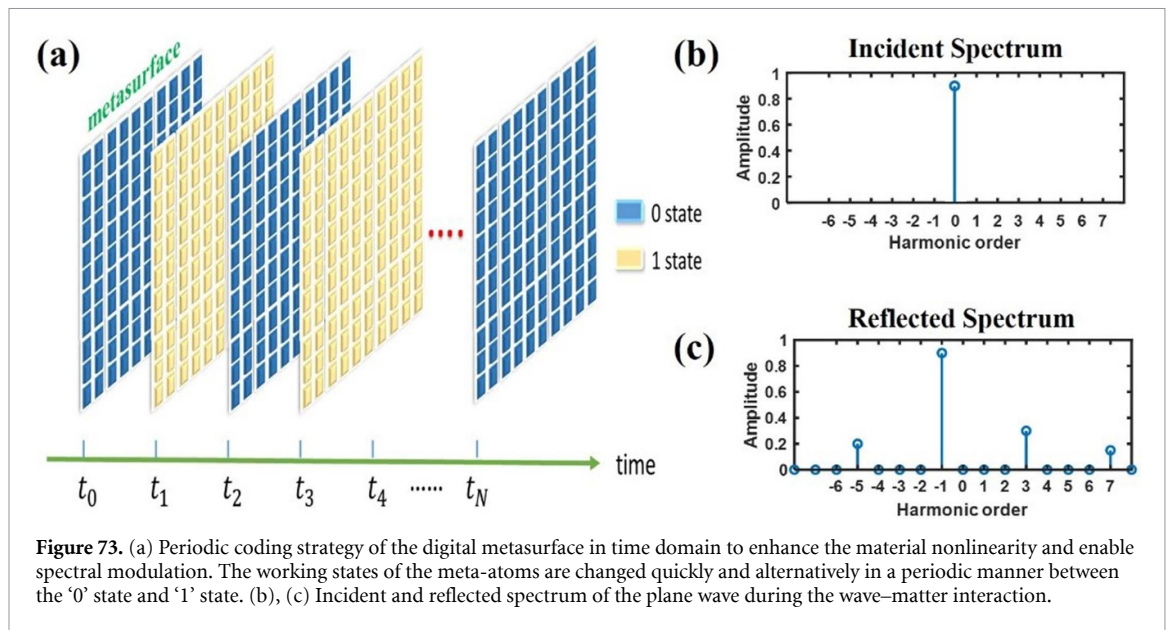 (a)
metasurface
0 state
1 state
....
t0 t1 t2 t3 t4 ...... tN
time
(b)
Incident Spectrum
Amplitude
1
0.8
0.6
0.4
0.2
0
-6 -5 -4 -3 -2 -1 0 1 2 3 4 5 6 7
Harmonic order
(c)
Reflected Spectrum
Amplitude
1
0.8
0.6
0.4
0.2
0
-6 -5 -4 -3 -2 -1 0 1 2 3 4 5 6 7
Harmonic order
Figure 73. (a) Periodic coding strategy of the digital metasurface in time domain to enhance the material nonlinearity and enable
spectral modulation. The working states of the meta-atoms are changed quickly and alternatively in a periodic manner between
the ‘0’ state and ‘1’ state. (b), (c) Incident and reflected spectrum of the plane wave during the wave–matter interaction.